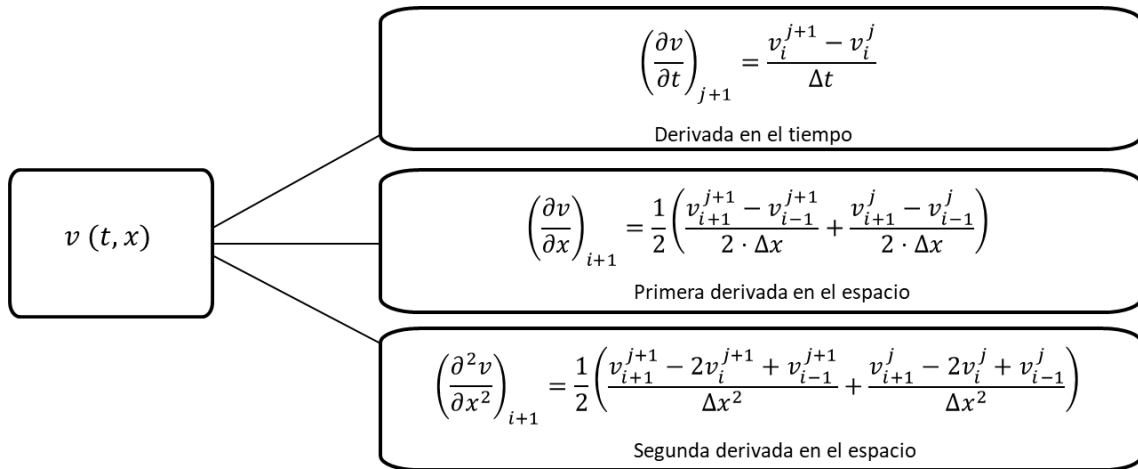 v (t, x)
(∂v/∂t)_{j+1} = (v_i^{j+1} − v_i^j)/Δt
Derivada en el tiempo
(∂v/∂x)_{i+1} = 1/2 ((v_{i+1}^{j+1} − v_{i−1}^{j+1})/(2 · Δx) + (v_{i+1}^j − v_{i−1}^j)/(2 · Δx))
Primera derivada en el espacio
(∂²v/∂x²)_{i+1} = 1/2 ((v_{i+1}^{j+1} − 2v_i^{j+1} + v_{i−1}^{j+1})/Δx² + (v_{i+1}^j − 2v_i^j + v_{i−1}^j)/Δx²)
Segunda derivada en el espacio